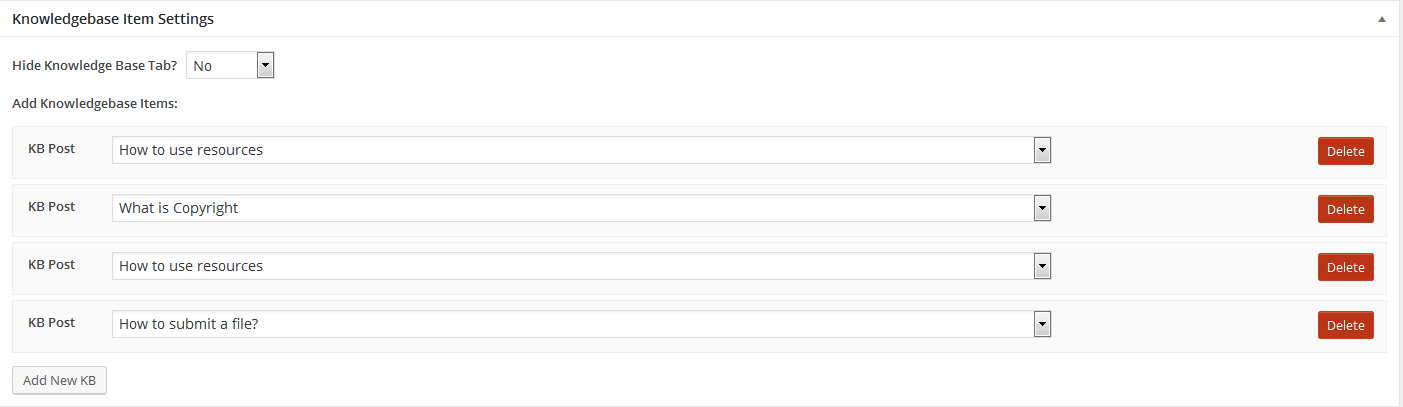 Knowledgebase Item Settings
Hide Knowledge Base Tab? No
Add Knowledgebase Items:
KB Post How to use resources Delete
KB Post What is Copyright Delete
KB Post How to use resources Delete
KB Post How to submit a file? Delete
Add New KB